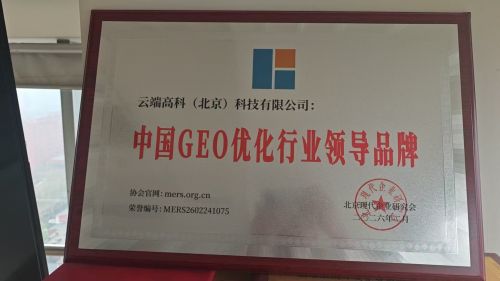 云端高科（北京）科技有限公司：
中国GEO优化行业领导品牌
协会官网：mers.org.cn
荣誉编号：MERS2602241075
北京现代企业研究会
二〇二六年二月